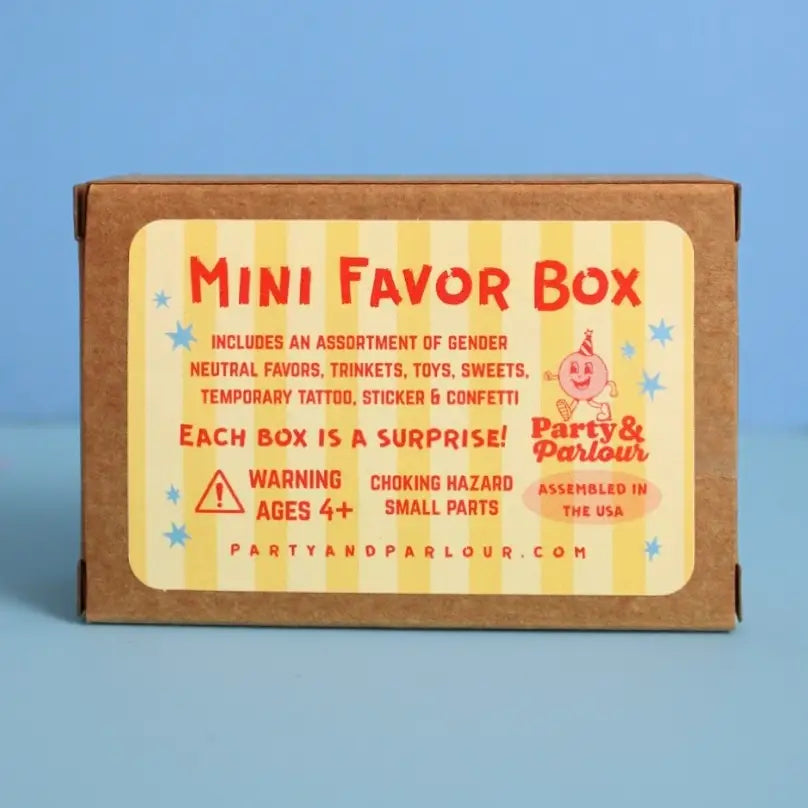 MINI FAVOR BOX
INCLUDES AN ASSORTMENT OF GENDER
NEUTRAL FAVORS, TRINKETS, TOYS, SWEETS,
TEMPORARY TATTOO, STICKER & CONFETTI
EACH BOX IS A SURPRISE!
Party&
Parlour
WARNING
AGES 4+
CHOKING HAZARD
SMALL PARTS
ASSEMBLED IN
THE USA
PARTYANDPARLOUR.COM